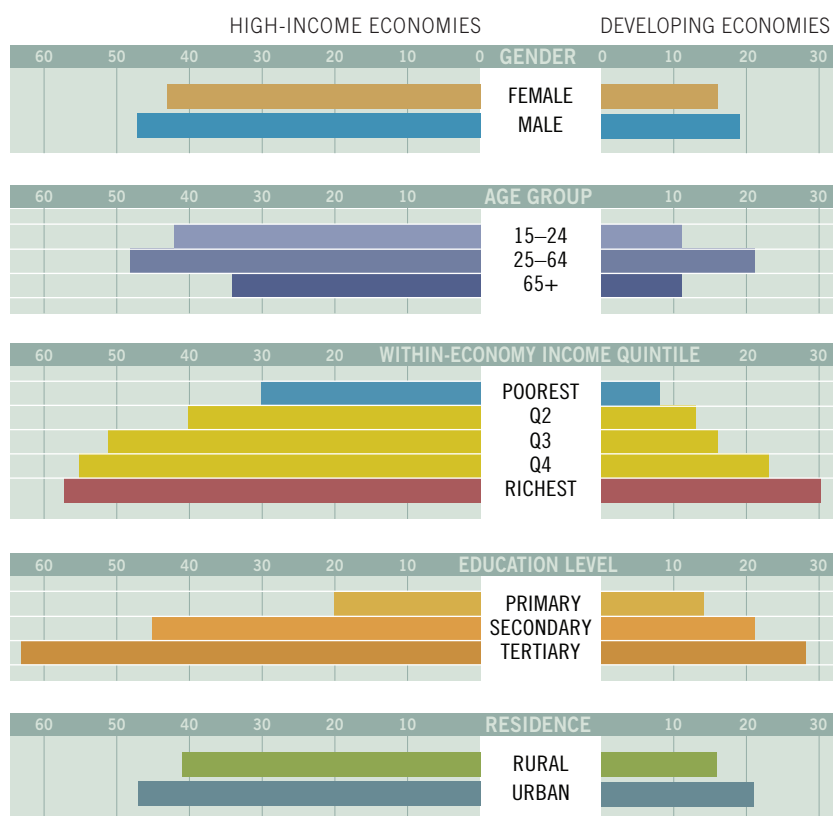 HIGH-INCOME ECONOMIES DEVELOPING ECONOMIES
60 50 40 30 20 10 0 GENDER 0 10 20 30
FEMALE
MALE
60 50 40 30 20 10 AGE GROUP 0 10 20 30
15–24
25–64
65+
60 50 40 30 WITHIN-ECONOMY INCOME QUINTILE 20 30
POOREST
Q2
Q3
Q4
RICHEST
60 50 40 30 20 10 EDUCATION LEVEL 10 20 30
PRIMARY
SECONDARY
TERTIARY
60 50 40 30 20 10 RESIDENCE 10 20 30
RURAL
URBAN